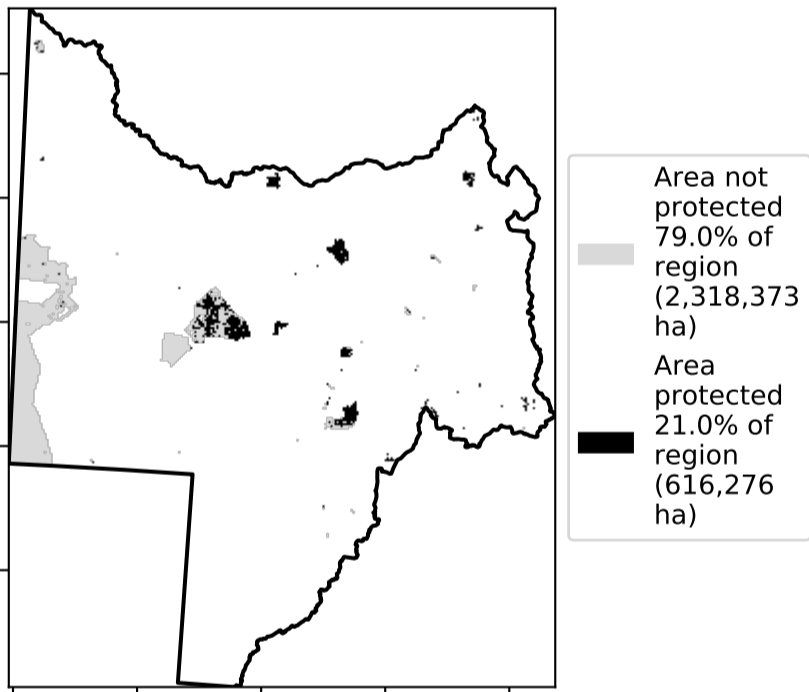 Area not
protected
79.0% of
region
(2,318,373
ha)
Area
protected
21.0% of
region
(616,276
ha)